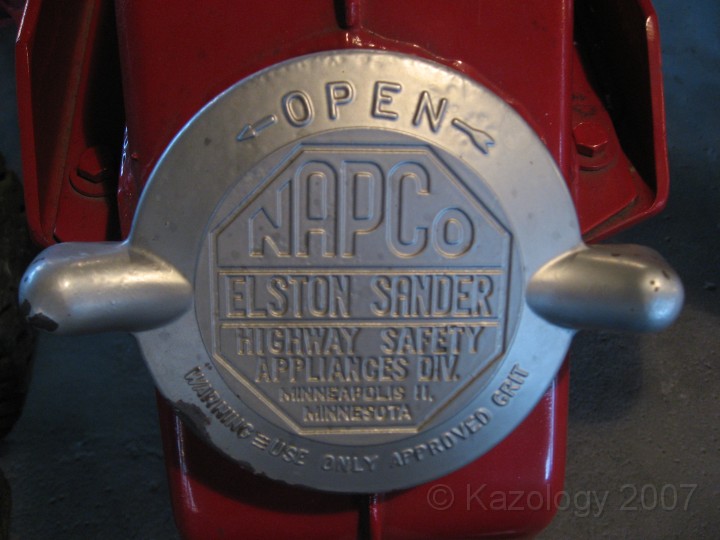 OPEN
NAPCO
ELSTON SANDER
HIGHWAY SAFETY
APPLIANCES DIV.
MINNEAPOLIS 11,
MINNESOTA
"WARNING = USE ONLY APPROVED GRIT
© Kazology 2007